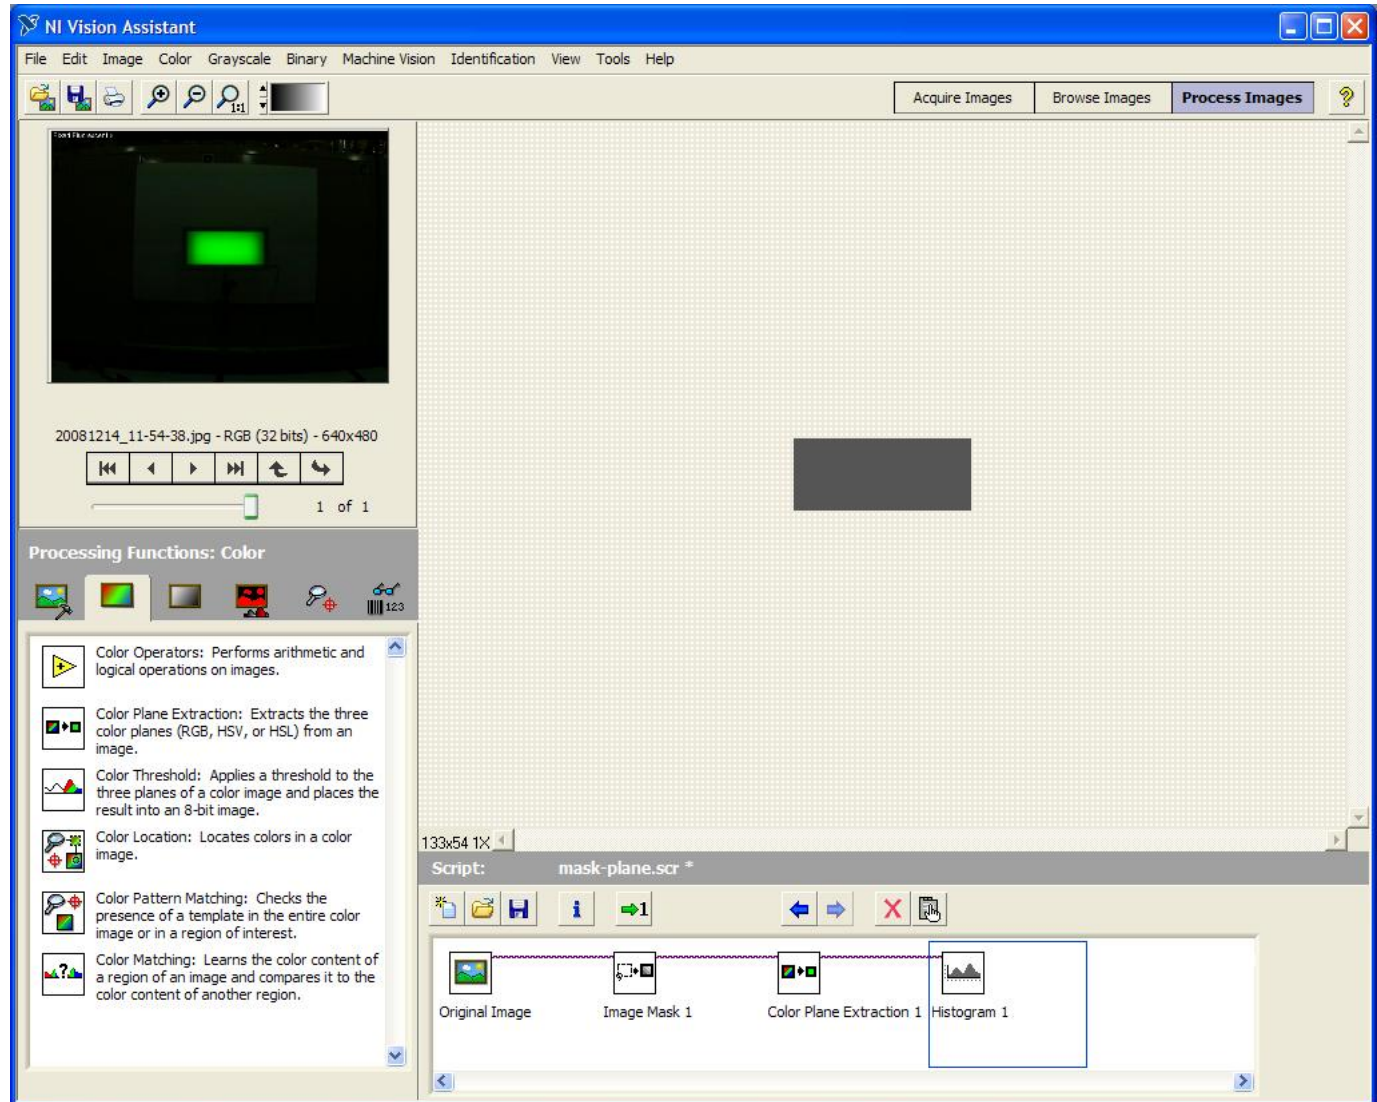 NI Vision Assistant
File Edit Image Color Grayscale Binary Machine Vision Identification View Tools Help
1:1
Acquire Images Browse Images Process Images
20081214_11-54-38.jpg - RGB (32 bits) - 640x480
1 of 1
Processing Functions: Color
123
Color Operators: Performs arithmetic and
logical operations on images.
Color Plane Extraction: Extracts the three
color planes (RGB, HSV, or HSL) from an
image.
Color Threshold: Applies a threshold to the
three planes of a color image and places the
result into an 8-bit image.
Color Location: Locates colors in a color
image.
Color Pattern Matching: Checks the
presence of a template in the entire color
image or in a region of interest.
Color Matching: Learns the color content of
a region of an image and compares it to the
color content of another region.
133x54 1X
Script: mask-plane.scr *
1
Original Image Image Mask 1 Color Plane Extraction 1 Histogram 1